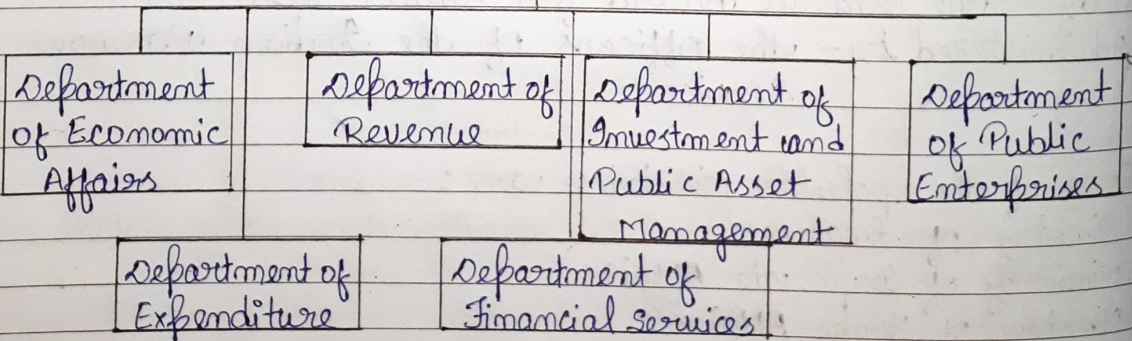 Department
of Economic
Affairs
Department of
Revenue
Department of
Investment and
Public Asset
Management
Department
of Public
Enterprises
Department of
Expenditure
Department of
Financial Services